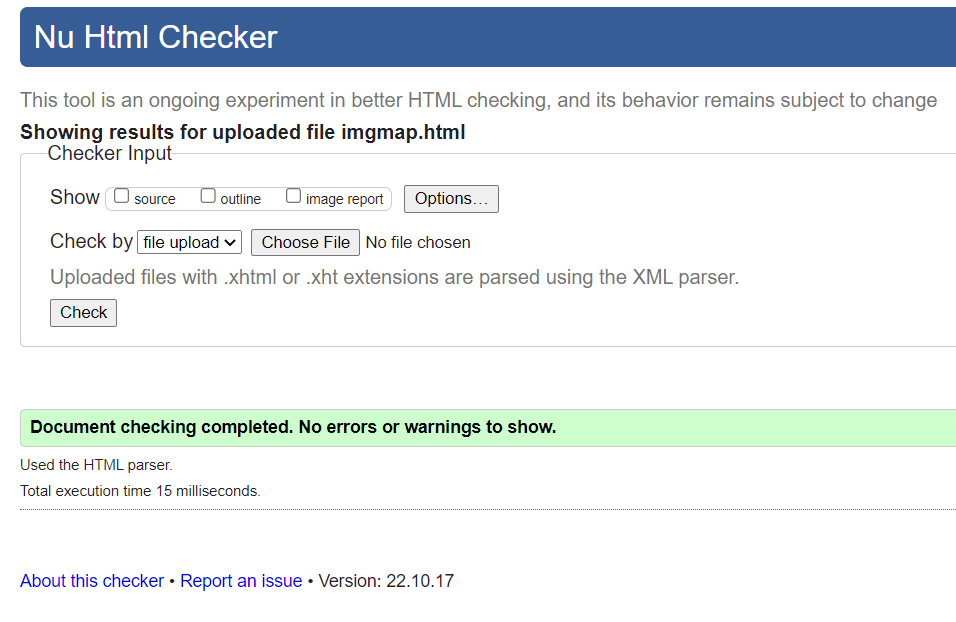 Nu Html Checker
This tool is an ongoing experiment in better HTML checking, and its behavior remains subject to change
Showing results for uploaded file imgmap.html
Checker Input
Show source outline image report Options…
Check by file upload Choose File No file chosen
Uploaded files with .xhtml or .xht extensions are parsed using the XML parser.
Check
Document checking completed. No errors or warnings to show.
Used the HTML parser.
Total execution time 15 milliseconds.
About this checker • Report an issue • Version: 22.10.17